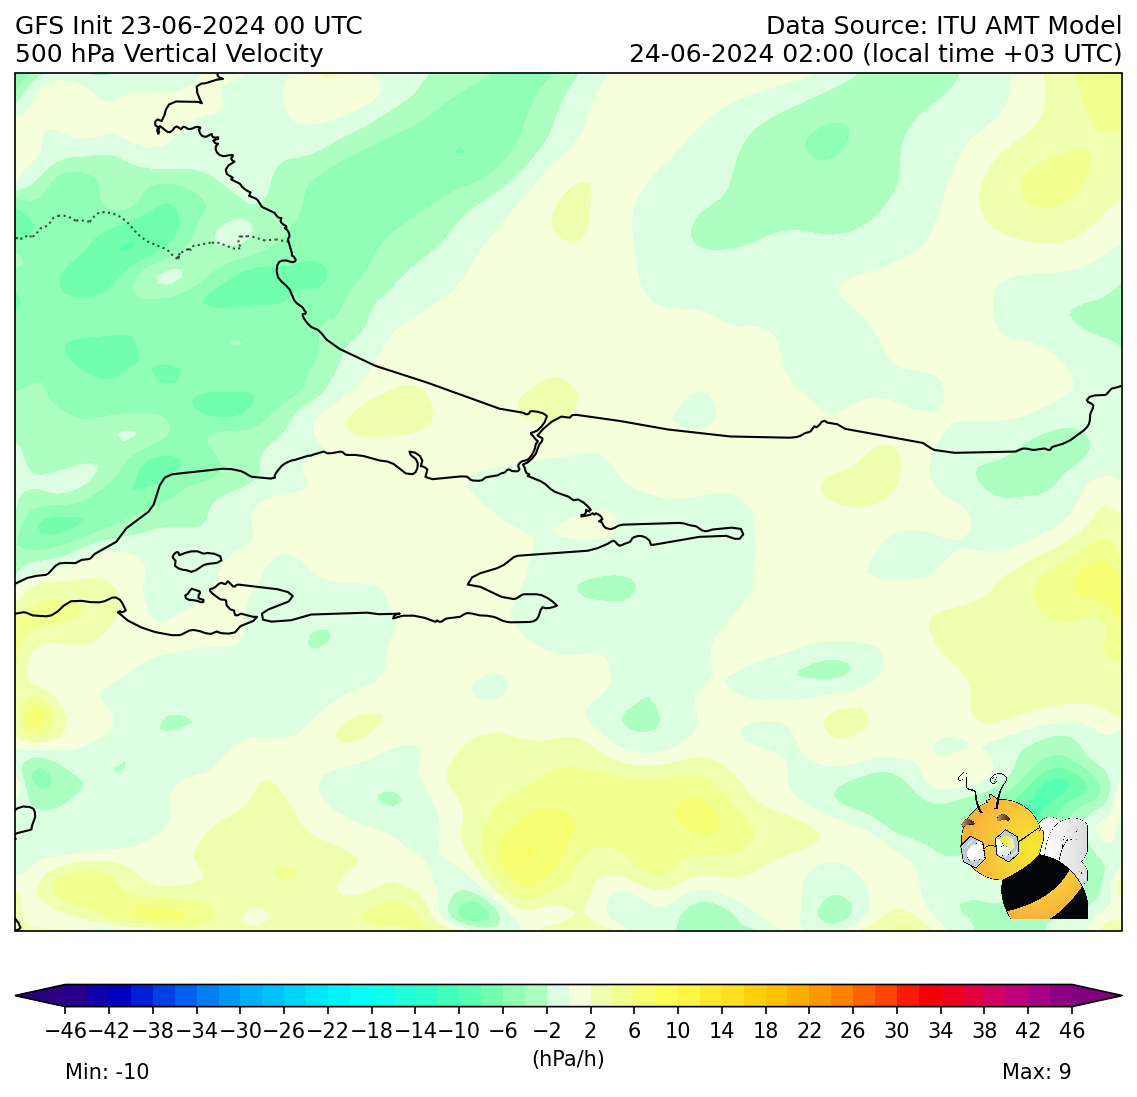 GFS Init 23-06-2024 00 UTC
Data Source: ITU AMT Model
500 hPa Vertical Velocity
24-06-2024 02:00 (local time +03 UTC)
−46 −42 −38 −34 −30 −26 −22 −18 −14 −10 −6 −2 2 6 10 14 18 22 26 30 34 38 42 46
(hPa/h)
Min: -10
Max: 9